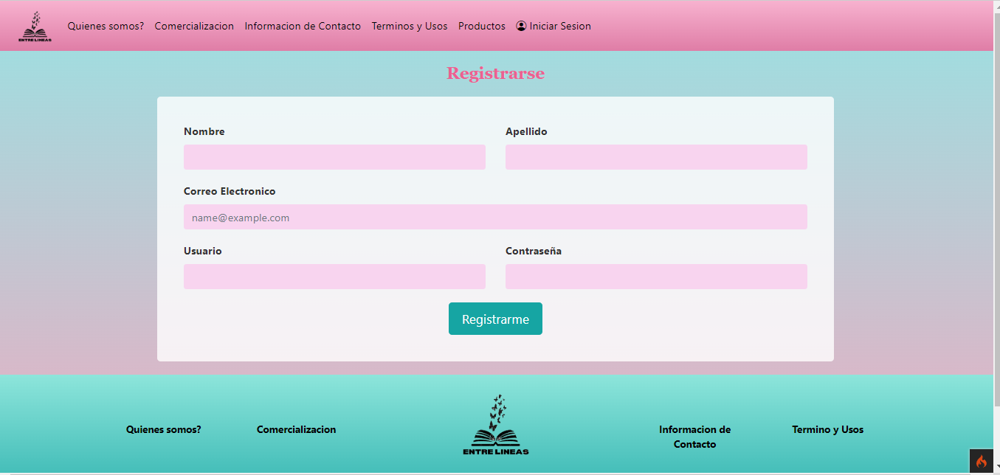 ENTRE LINEAS
Quienes somos? Comercializacion Informacion de Contacto Terminos y Usos Productos Iniciar Sesion
Registrarse
Nombre Apellido
Correo Electronico
name@example.com
Usuario Contraseña
Registrarme
Quienes somos? Comercializacion ENTRE LINEAS Informacion de Contacto Termino y Usos